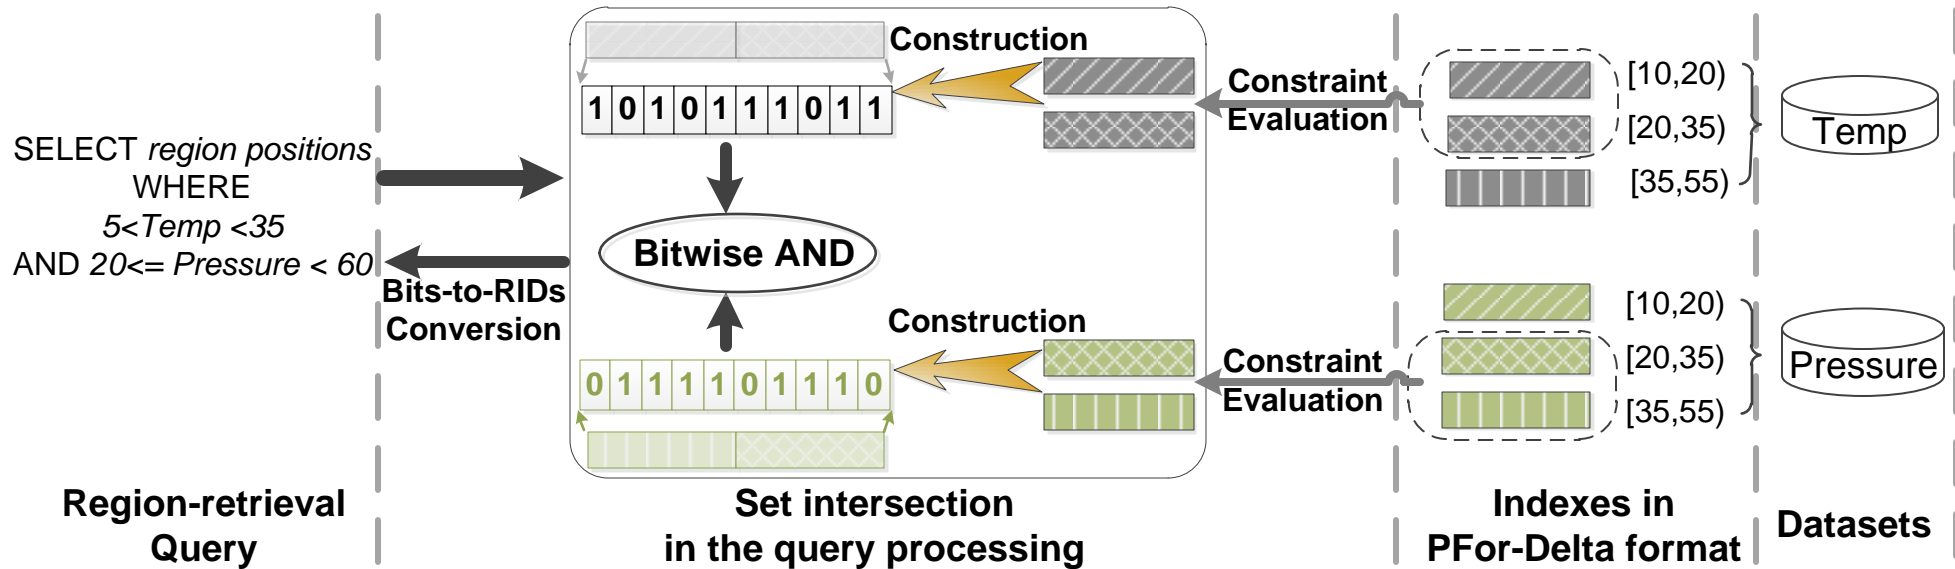 SELECT region positions
WHERE
5<Temp <35
AND 20<= Pressure < 60
Bits-to-RIDs
Conversion
Construction
1 0 1 0 1 1 1 0 1 1
Bitwise AND
Construction
0 1 1 1 1 0 1 1 1 0
Constraint
Evaluation
Constraint
Evaluation
[10,20)
[20,35)
[35,55)
Temp
[10,20)
[20,35)
[35,55)
Pressure
Region-retrieval
Query
Set intersection
in the query processing
Indexes in
PFor-Delta format
Datasets